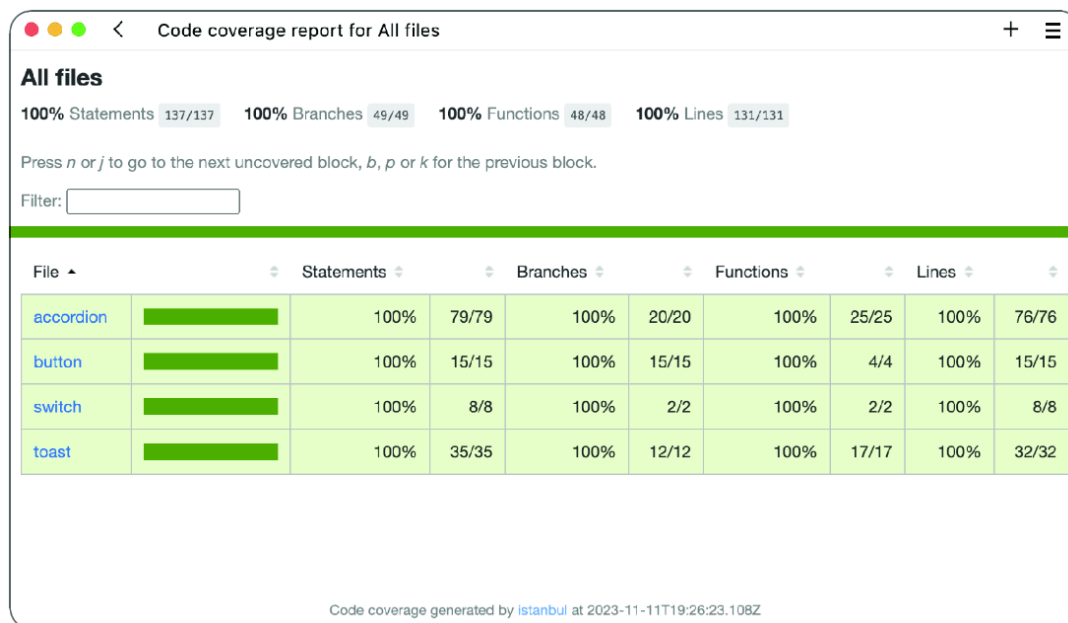 Code coverage report for All files
All files
100% Statements 137/137 100% Branches 49/49 100% Functions 48/48 100% Lines 131/131
Press n or j to go to the next uncovered block, b, p or k for the previous block.
Filter:
File Statements Branches Functions Lines
accordion 100% 79/79 100% 20/20 100% 25/25 100% 76/76
button 100% 15/15 100% 15/15 100% 4/4 100% 15/15
switch 100% 8/8 100% 2/2 100% 2/2 100% 8/8
toast 100% 35/35 100% 12/12 100% 17/17 100% 32/32
Code coverage generated by istanbul at 2023-11-11T19:26:23.108Z